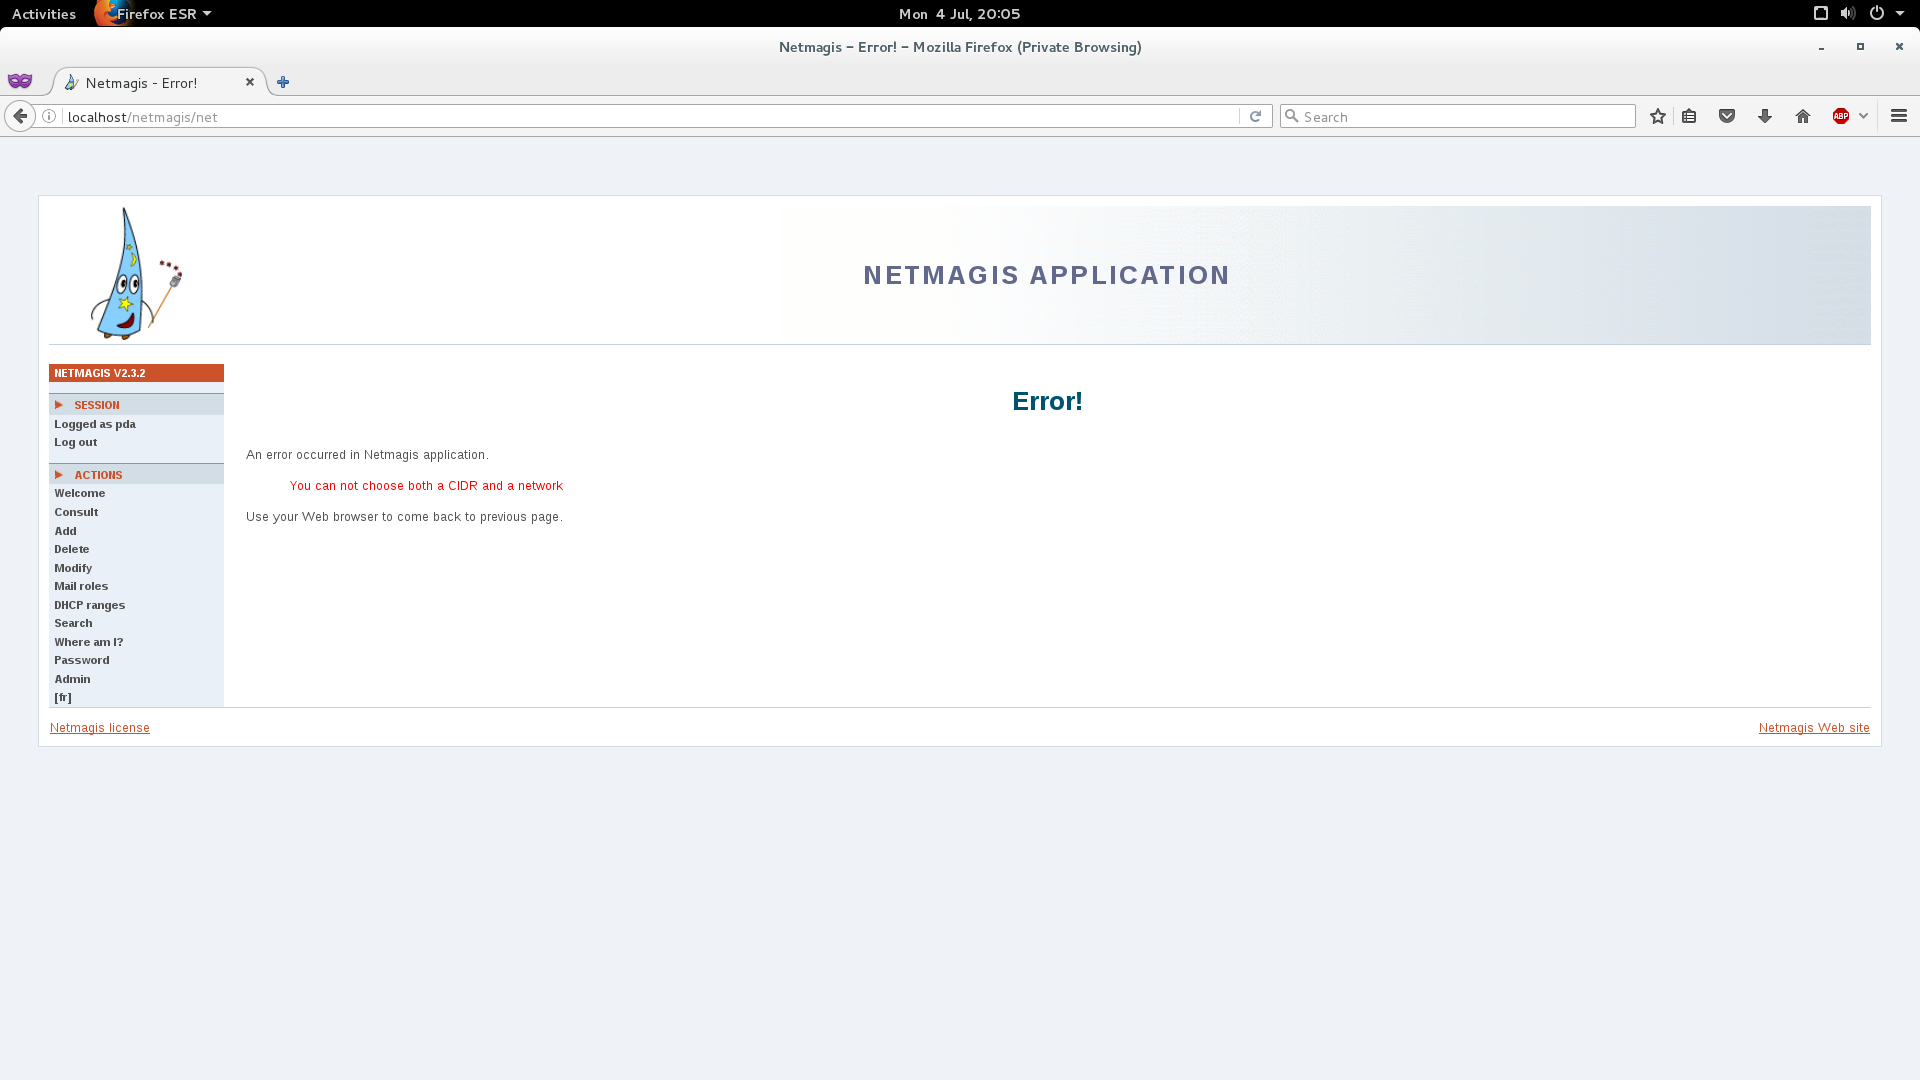 Activities Firefox ESR Mon 4 Jul, 20:05
Netmagis – Error! – Mozilla Firefox (Private Browsing)
Netmagis - Error!
localhost/netmagis/net Search ABP
NETMAGIS APPLICATION
NETMAGIS V2.3.2
SESSION
Logged as pda
Log out
ACTIONS
Welcome
Consult
Add
Delete
Modify
Mail roles
DHCP ranges
Search
Where am I?
Password
Admin
[fr]
Error!
An error occurred in Netmagis application.
You can not choose both a CIDR and a network
Use your Web browser to come back to previous page.
Netmagis license Netmagis Web site